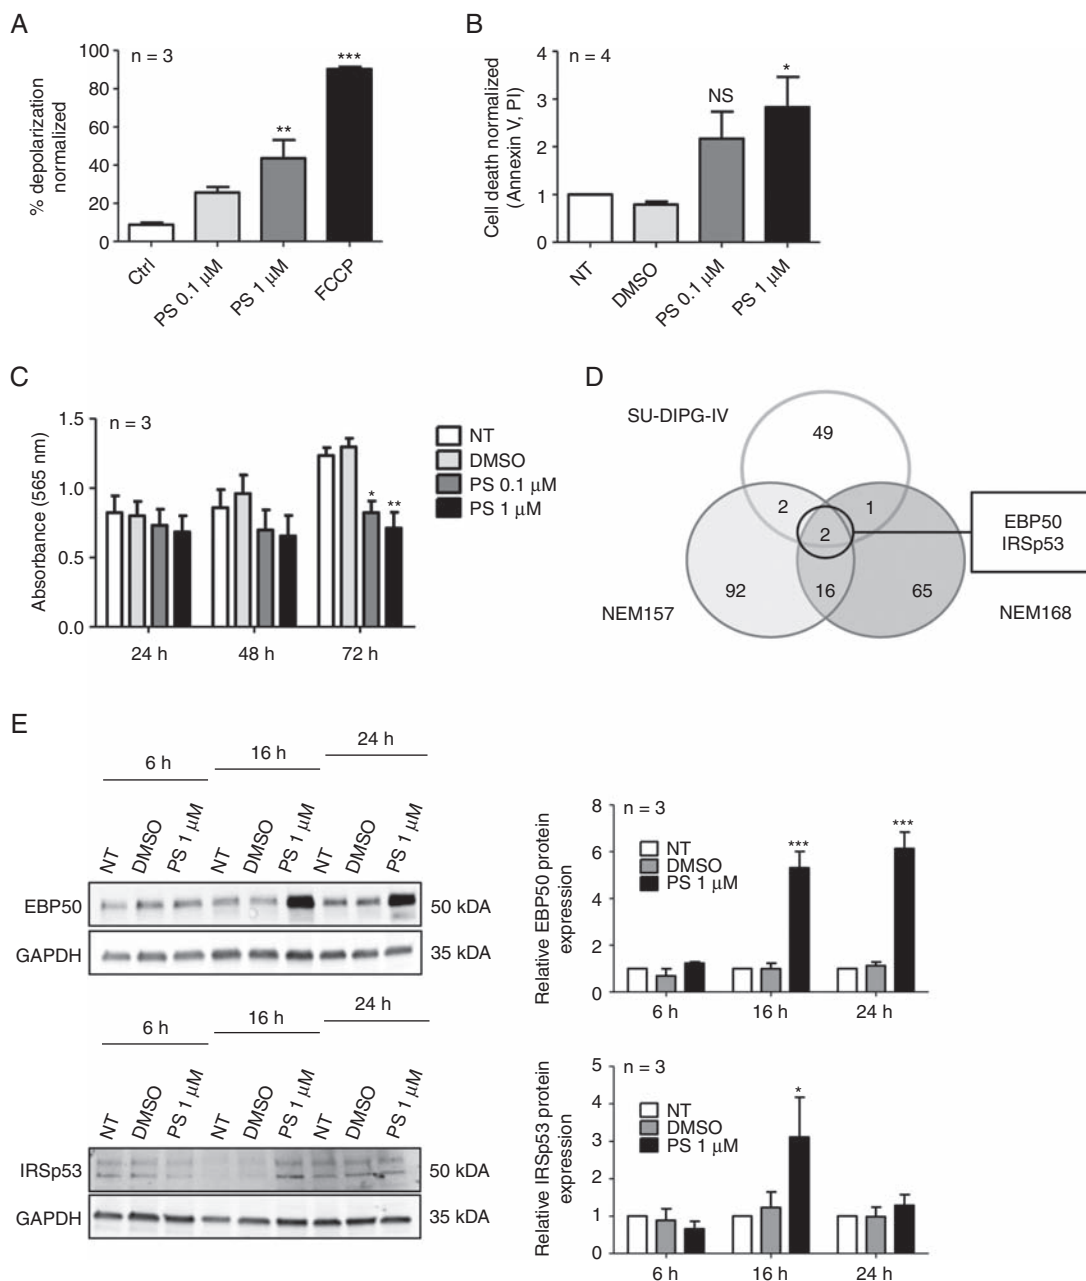 A
n = 3
% depolarization
normalized
100
80
60
40
20
0
***
**
Ctrl
PS 0.1 μM
PS 1 μM
FCCP
B
n = 4
Cell death normalized
(Annexin V, PI)
4
3
2
1
0
NS
*
NT
DMSO
PS 0.1 μM
PS 1 μM
C
n = 3
Absorbance (565 nm)
1.5
1.0
0.5
0.0
*
**
24 h
48 h
72 h
NT
DMSO
PS 0.1 μM
PS 1 μM
D
SU-DIPG-IV
49
2
1
2
92
16
65
NEM157
NEM168
EBP50
IRSp53
E
6 h
16 h
24 h
NT
DMSO
PS 1 μM
NT
DMSO
PS 1 μM
NT
DMSO
PS 1 μM
EBP50
50 kDA
GAPDH
35 kDA
n = 3
Relative EBP50 protein
expression
8
6
4
2
0
NT
DMSO
PS 1 μM
***
***
6 h
16 h
24 h
6 h
16 h
24 h
NT
DMSO
PS 1 μM
NT
DMSO
PS 1 μM
NT
DMSO
PS 1 μM
IRSp53
50 kDA
GAPDH
35 kDA
n = 3
Relative IRSp53 protein
expression
5
4
3
2
1
0
NT
DMSO
PS 1 μM
*
6 h
16 h
24 h